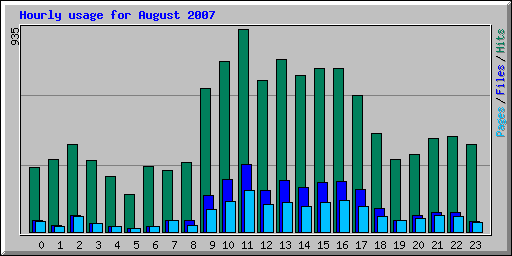 Hourly usage for August 2007
935
Pages / Files / Hits
0 1 2 3 4 5 6 7 8 9 10 11 12 13 14 15 16 17 18 19 20 21 22 23